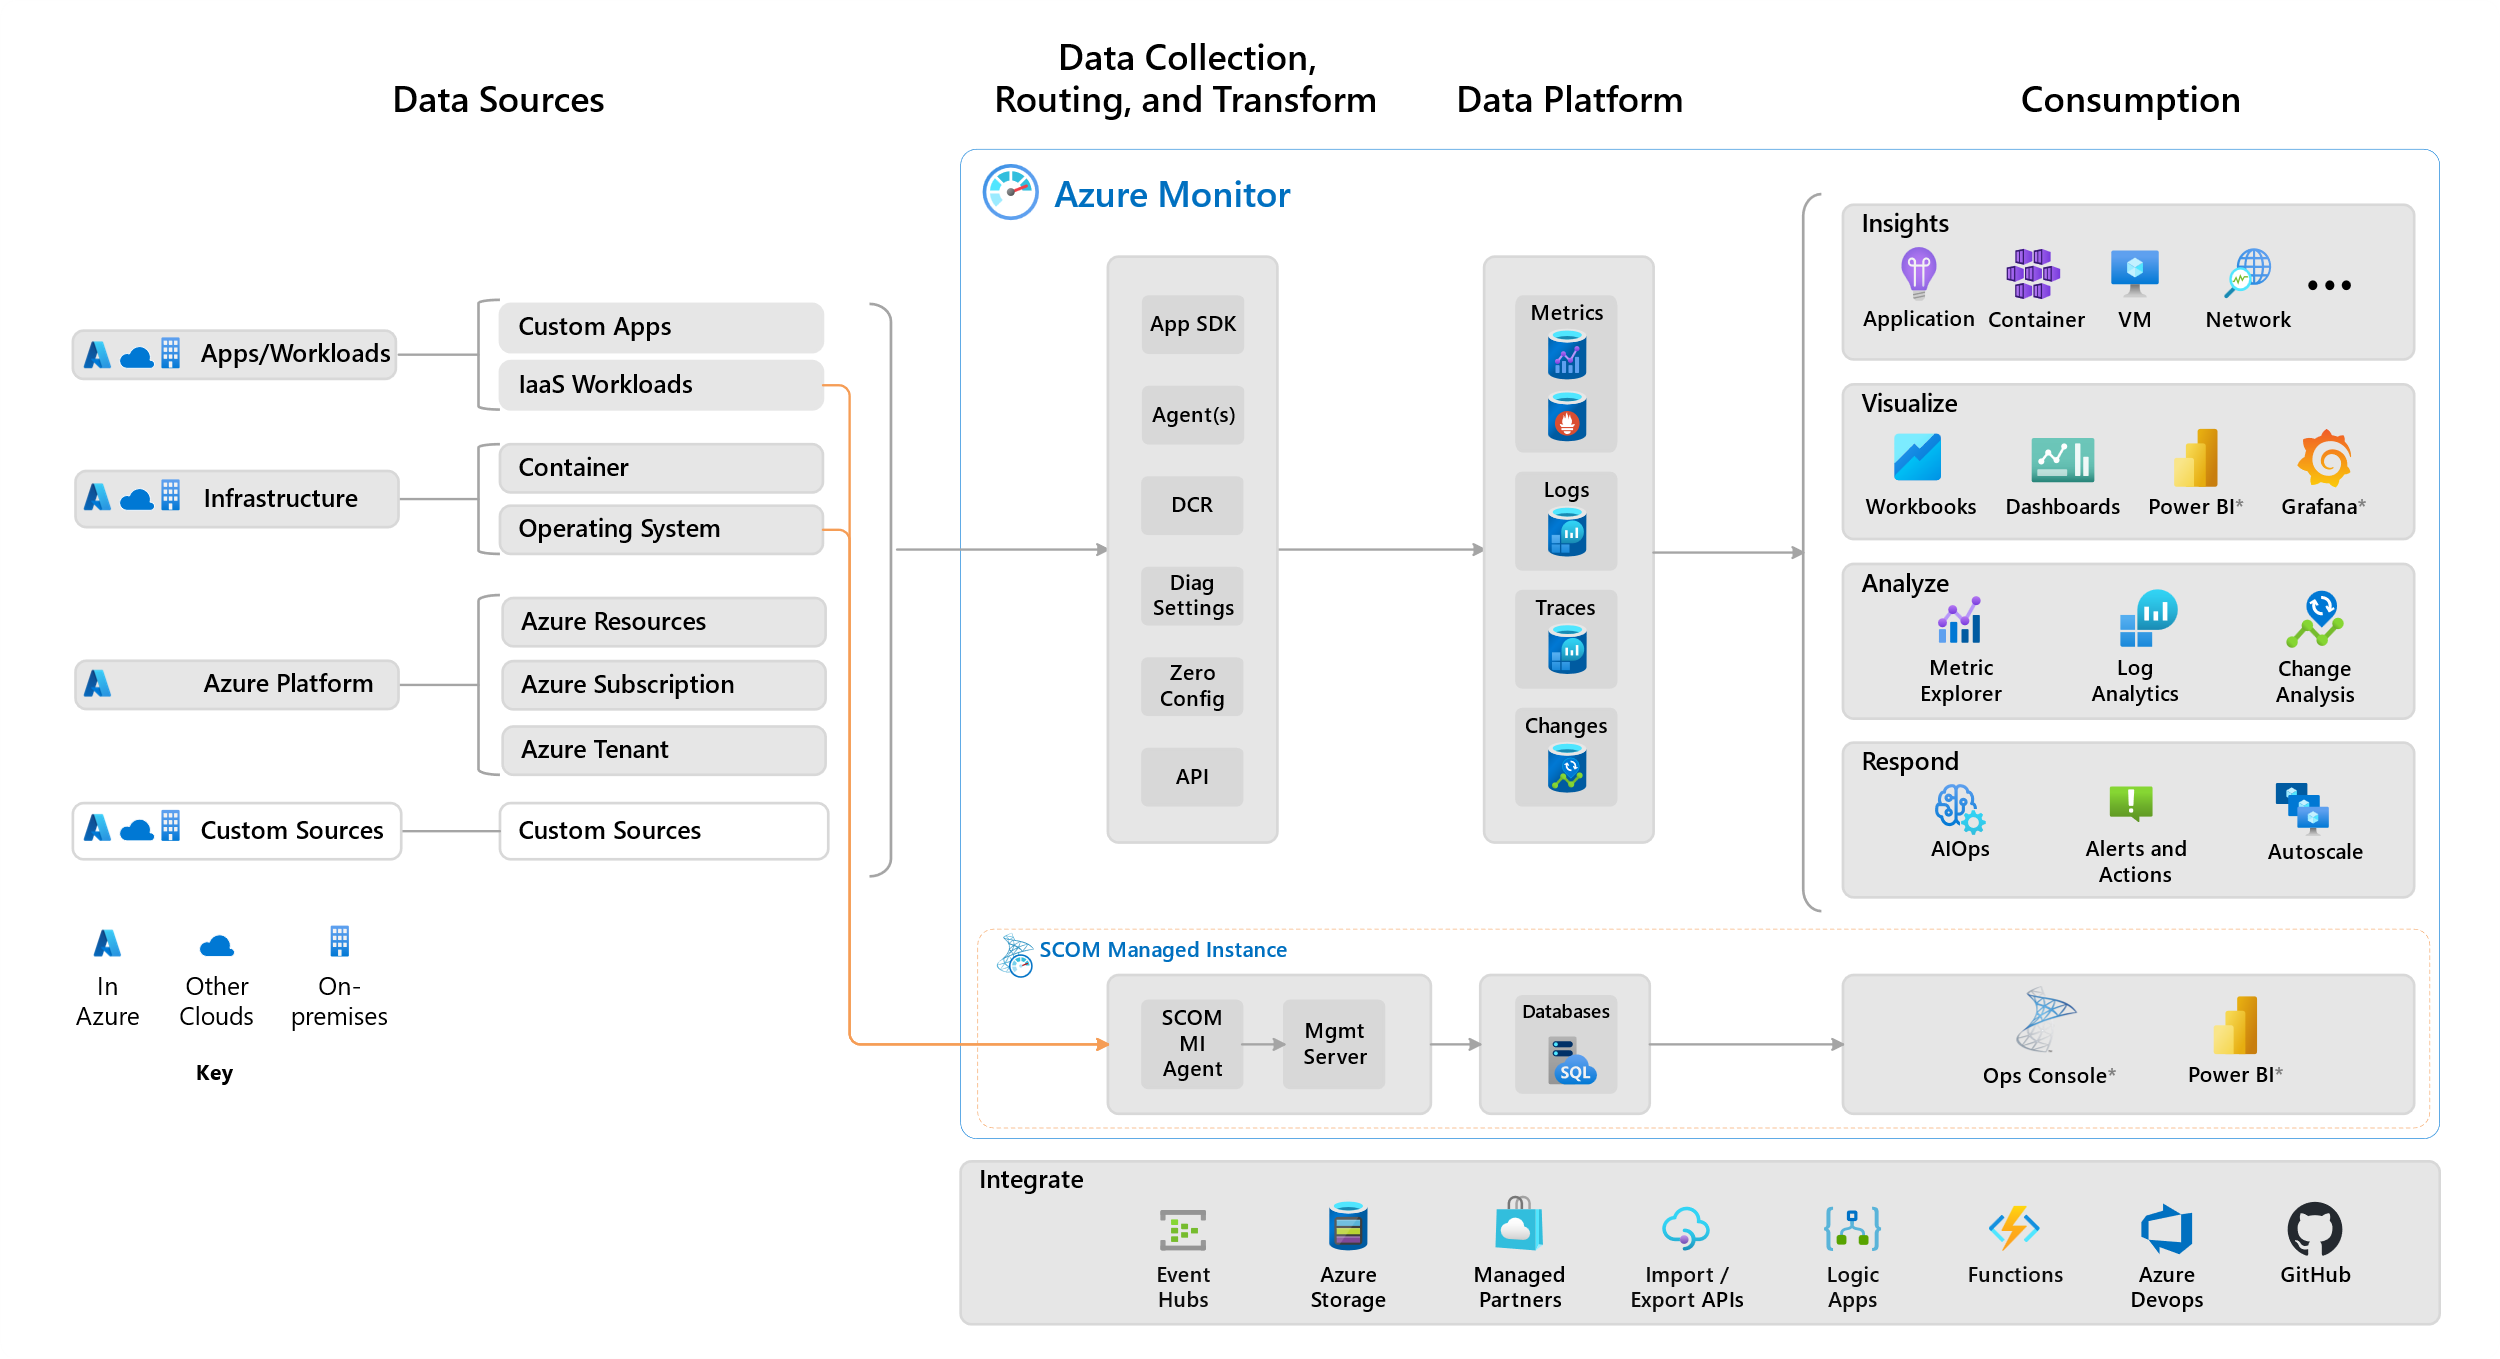 Data Sources
Data Collection,
Routing, and Transform
Data Platform
Consumption
Azure Monitor
Apps/Workloads
Custom Apps
IaaS Workloads
Infrastructure
Container
Operating System
Azure Platform
Azure Resources
Azure Subscription
Azure Tenant
Custom Sources
Custom Sources
In
Azure
Other
Clouds
On-
premises
Key
App SDK
Agent(s)
DCR
Diag
Settings
Zero
Config
API
Metrics
Logs
Traces
Changes
Insights
Application
Container
VM
Network
...
Visualize
Workbooks
Dashboards
Power BI*
Grafana*
Analyze
Metric
Explorer
Log
Analytics
Change
Analysis
Respond
AIOps
Alerts and
Actions
Autoscale
SCOM Managed Instance
SCOM
MI
Agent
Mgmt
Server
Databases
SQL
Ops Console*
Power BI*
Integrate
Event
Hubs
Azure
Storage
Managed
Partners
Import /
Export APIs
Logic
Apps
Functions
Azure
Devops
GitHub